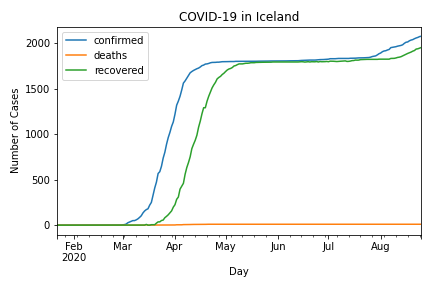 COVID-19 in Iceland
confirmed
deaths
recovered
Number of Cases
2000
1500
1000
500
0
Feb Mar Apr May Jun Jul Aug
2020
Day